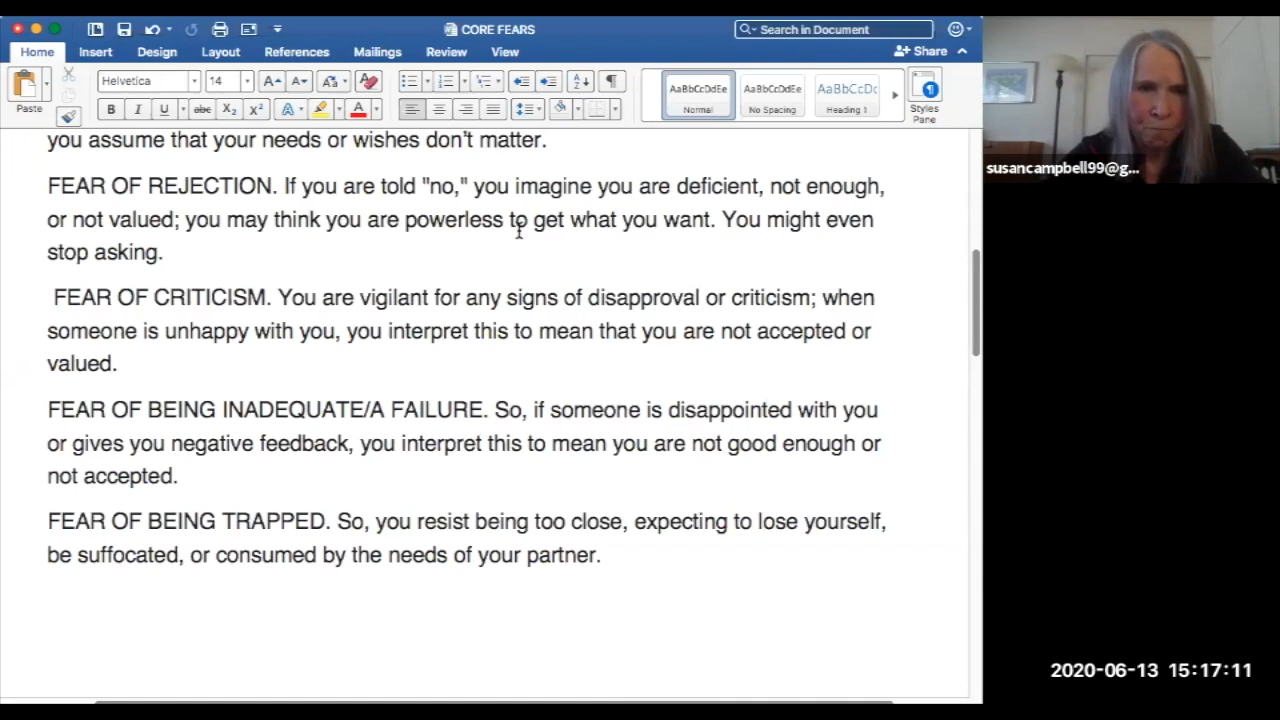 CORE FEARS
Search in Document
Home Insert Design Layout References Mailings Review View
Share
Paste
Helvetica 14
B I U abc X₂ X²
AaBbCcDdEe AaBbCcDdEe AaBbCcDc
Normal No Spacing Heading 1
Styles
Pane
you assume that your needs or wishes don't matter.
FEAR OF REJECTION. If you are told "no," you imagine you are deficient, not enough,
or not valued; you may think you are powerless to get what you want. You might even
stop asking.
FEAR OF CRITICISM. You are vigilant for any signs of disapproval or criticism; when
someone is unhappy with you, you interpret this to mean that you are not accepted or
valued.
FEAR OF BEING INADEQUATE/A FAILURE. So, if someone is disappointed with you
or gives you negative feedback, you interpret this to mean you are not good enough or
not accepted.
FEAR OF BEING TRAPPED. So, you resist being too close, expecting to lose yourself,
be suffocated, or consumed by the needs of your partner.
susancampbell99@g...
2020-06-13 15:17:11